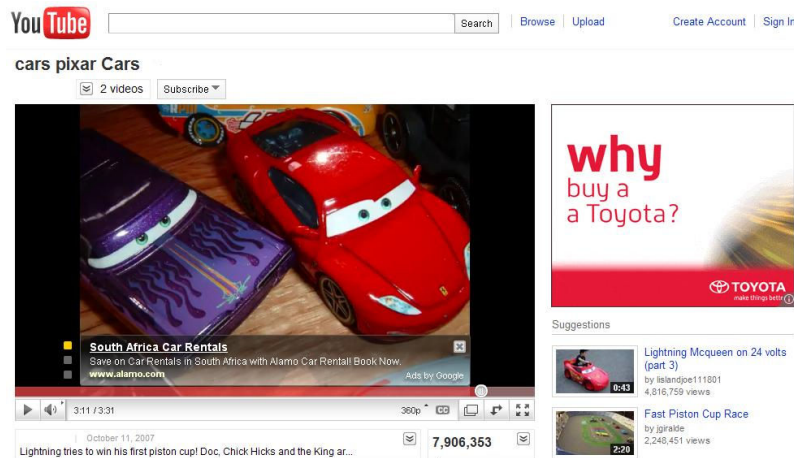 YouTube
Search
Browse
Upload
Create Account
Sign In
cars pixar Cars
2 videos
Subscribe
South Africa Car Rentals
Save on Car Rentals in South Africa with Alamo Car Rental! Book Now.
www.alamo.com
Ads by Google
3:11 / 3:31
360p
CC
October 11, 2007
Lightning tries to win his first piston cup! Doc, Chick Hicks and the King ar...
7,906,353
why
buy a
a Toyota?
TOYOTA
make things better
Suggestions
0:43
Lightning Mcqueen on 24 volts
(part 3)
by lislandjoe111801
4,816,759 views
2:20
Fast Piston Cup Race
by jgiralde
2,248,451 views